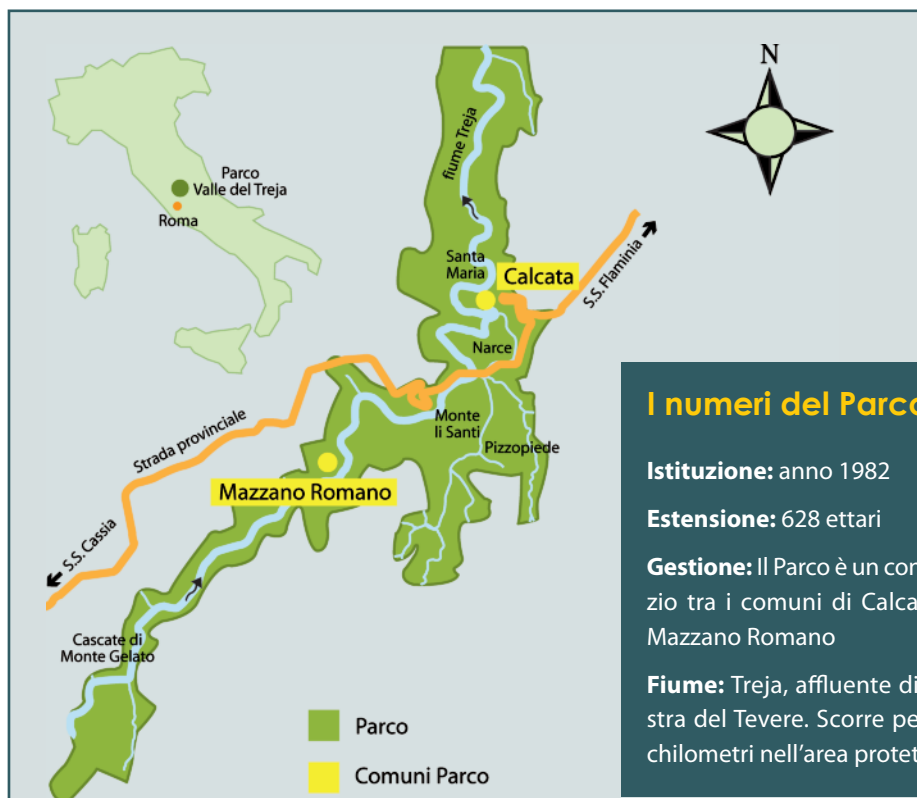 N
Parco
Valle del Treja
Roma
fiume Treja
Santa
Maria
Calcata
S.S. Flaminia
Narce
Monte
li Santi
Pizzopiede
Strada provinciale
Mazzano Romano
S.S. Cassia
Cascate di
Monte Gelato
Parco
Comuni Parco
I numeri del Parco
Istituzione: anno 1982
Estensione: 628 ettari
Gestione: Il Parco è un con
zio tra i comuni di Calca
Mazzano Romano
Fiume: Treja, affluente di
stra del Tevere. Scorre pe
chilometri nell'area protet